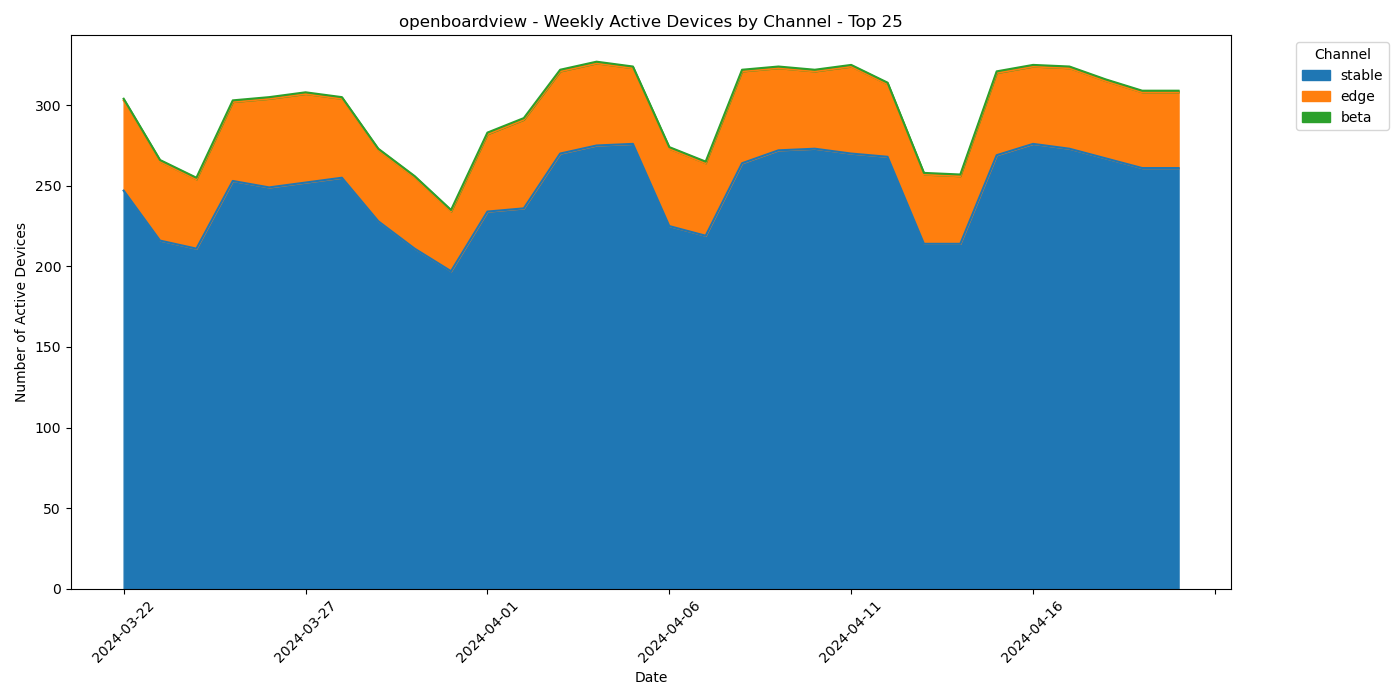 openboardview - Weekly Active Devices by Channel - Top 25
Channel
stable
edge
beta
Number of Active Devices
300
250
200
150
100
50
0
2024-03-22
2024-03-27
2024-04-01
2024-04-06
2024-04-11
2024-04-16
Date